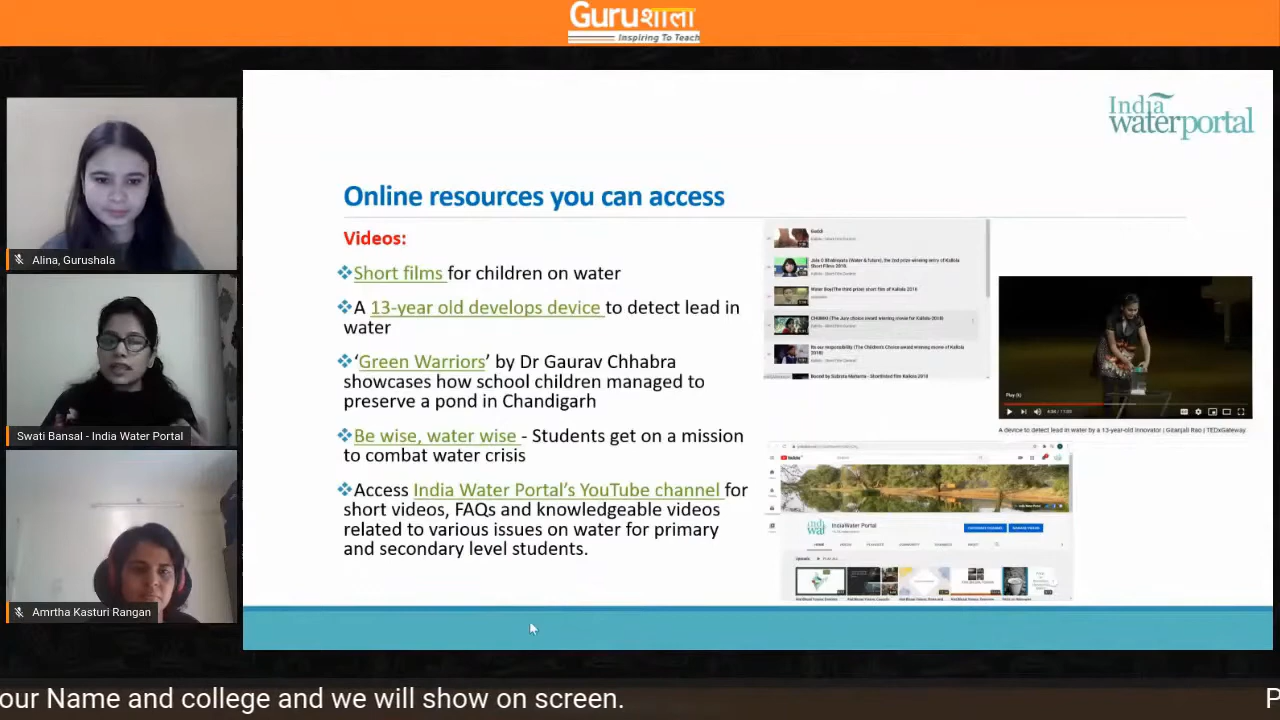 Guruशाला
Inspiring To Teach
India
waterportal
Online resources you can access
Videos:
❖Short films for children on water
❖A 13-year old develops device to detect lead in
water
❖‘Green Warriors’ by Dr Gaurav Chhabra
showcases how school children managed to
preserve a pond in Chandigarh
❖Be wise, water wise - Students get on a mission
to combat water crisis
❖Access India Water Portal’s YouTube channel for
short videos, FAQs and knowledgeable videos
related to various issues on water for primary
and secondary level students.
A device to detect lead in water by a 13-year-old innovator | Gitanjali Rao | TEDxGateway
IndiaWater Portal
Alina, Gurushala
Swati Bansal - India Water Portal
Amrtha Kasturi Rangan
our Name and college and we will show on screen.
P